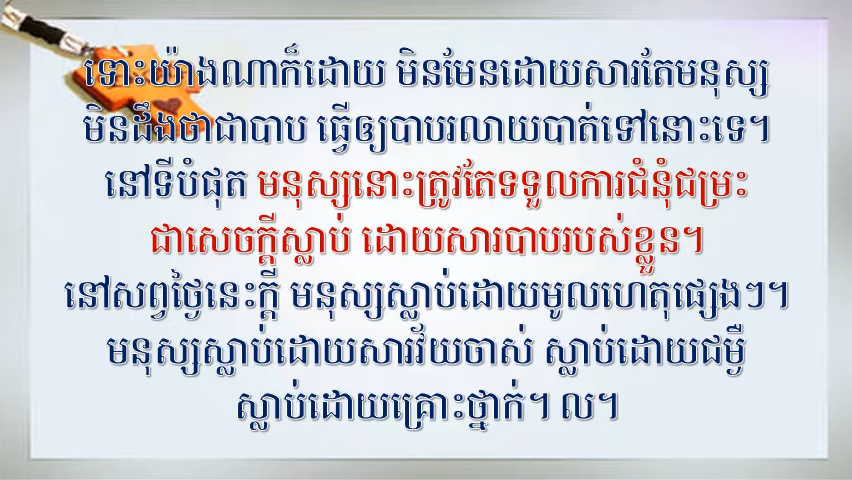 ទោះយ៉ាងណាក៏ដោយ មិនមែនដោយសារតែមនុស្ស
មិនដឹងថាជាបាប ធ្វើឲ្យបាបរលាយបាត់ទៅនោះទេ។
នៅទីបំផុត មនុស្សនោះត្រូវតែទទួលការជំនុំជម្រះ
ជាសេចក្ដីស្លាប់ ដោយសារបាបរបស់ខ្លួន។
នៅសព្វថ្ងៃនេះក្ដី មនុស្សស្លាប់ដោយមូលហេតុផ្សេងៗ។
មនុស្សស្លាប់ដោយសារវ័យចាស់ ស្លាប់ដោយជម្ងឺ
ស្លាប់ដោយគ្រោះថ្នាក់។ ល។